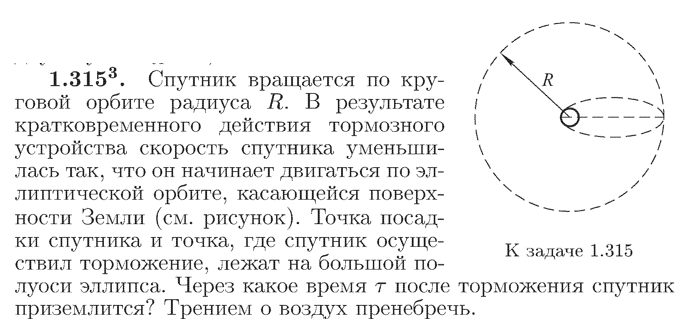 1.315³. Спутник вращается по кру-
говой орбите радиуса R. В результате
кратковременного действия тормозного
устройства скорость спутника уменьши-
лась так, что он начинает двигаться по эл-
липтической орбите, касающейся поверх-
ности Земли (см. рисунок). Точка посад-
ки спутника и точка, где спутник осуще-
ствил торможение, лежат на большой по-
луоси эллипса. Через какое время τ после торможения спутник
приземлится? Трением о воздух пренебречь.
R
К задаче 1.315